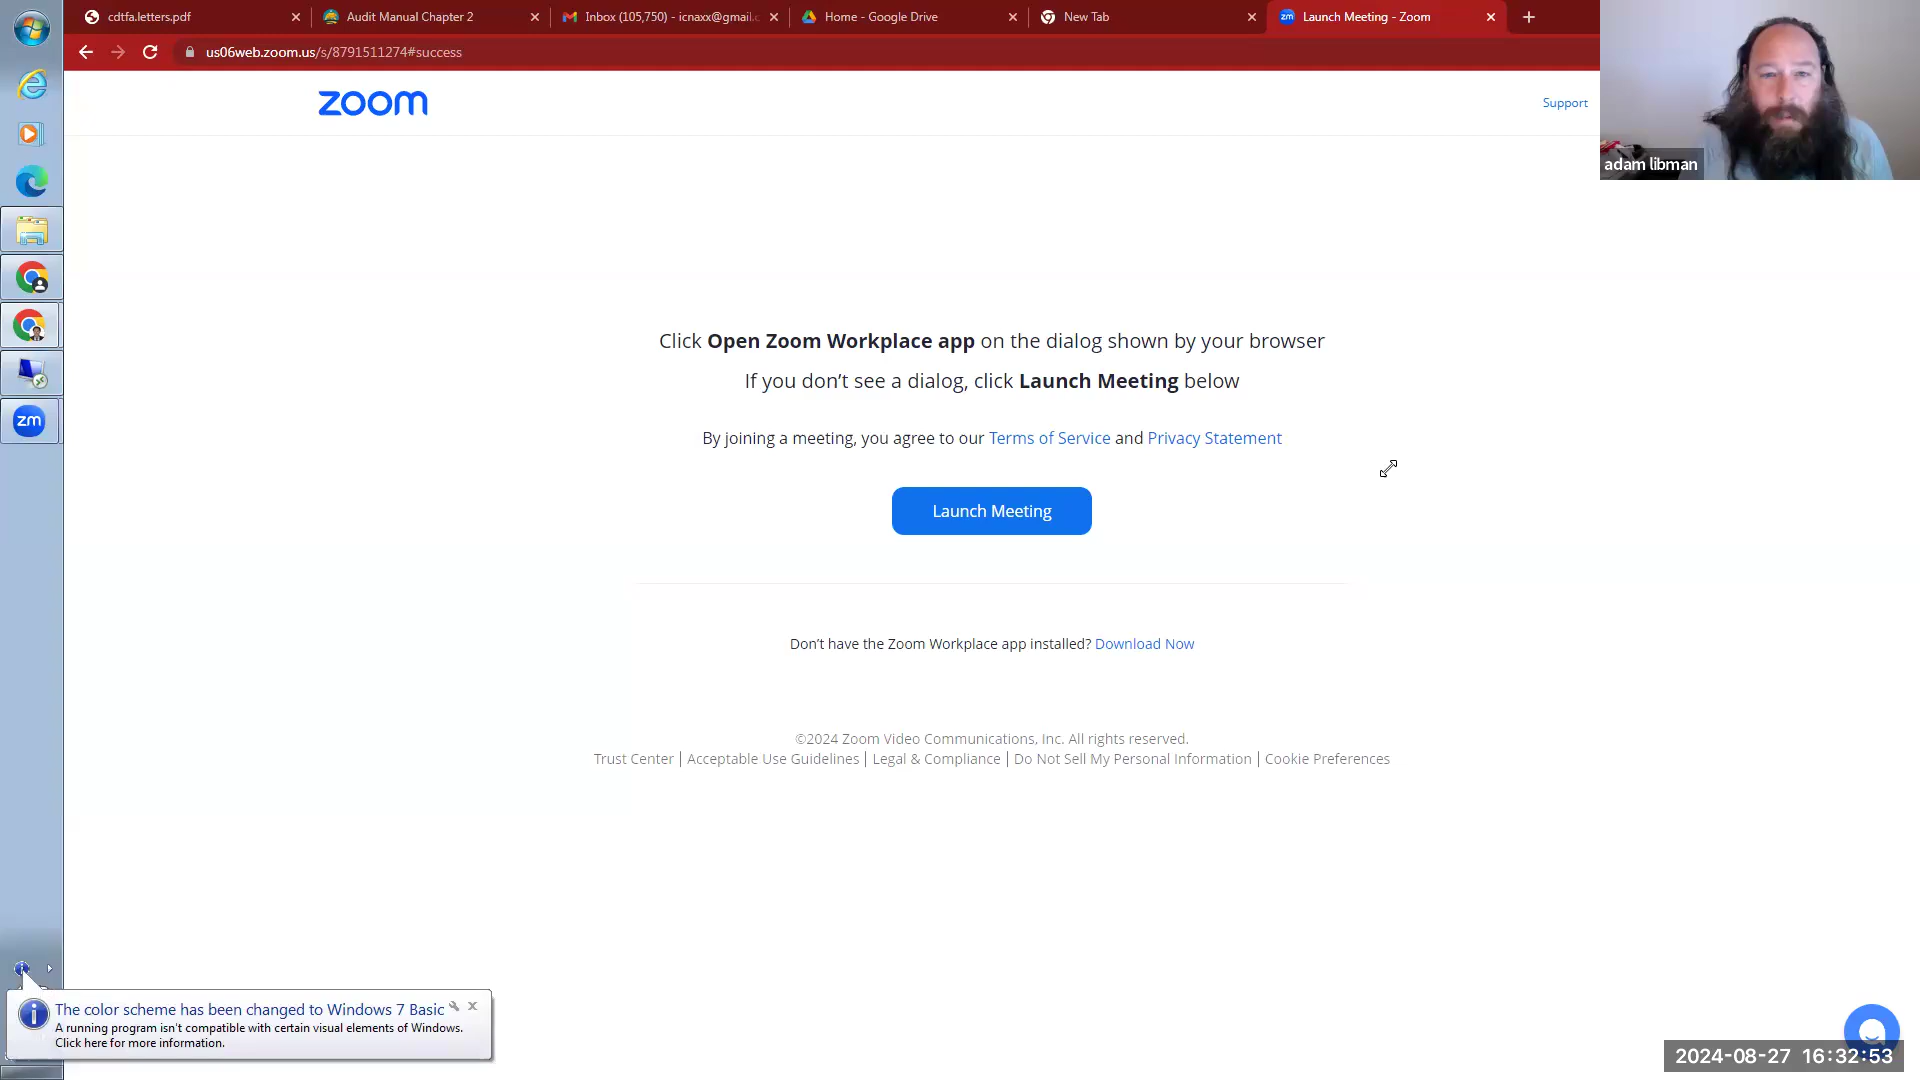 cdtfa.letters.pdf
Audit Manual Chapter 2
Inbox (105,750) - icnaxx@gmail.c
Home - Google Drive
New Tab
zm
Launch Meeting - Zoom
us06web.zoom.us/s/8791511274#success
zoom
Support
adam libman
Click Open Zoom Workplace app on the dialog shown by your browser
If you don’t see a dialog, click Launch Meeting below
By joining a meeting, you agree to our Terms of Service and Privacy Statement
zm
Launch Meeting
Don’t have the Zoom Workplace app installed? Download Now
©2024 Zoom Video Communications, Inc. All rights reserved.
Trust Center | Acceptable Use Guidelines | Legal & Compliance | Do Not Sell My Personal Information | Cookie Preferences
The color scheme has been changed to Windows 7 Basic
A running program isn't compatible with certain visual elements of Windows.
Click here for more information.
2024-08-27 16:32:53